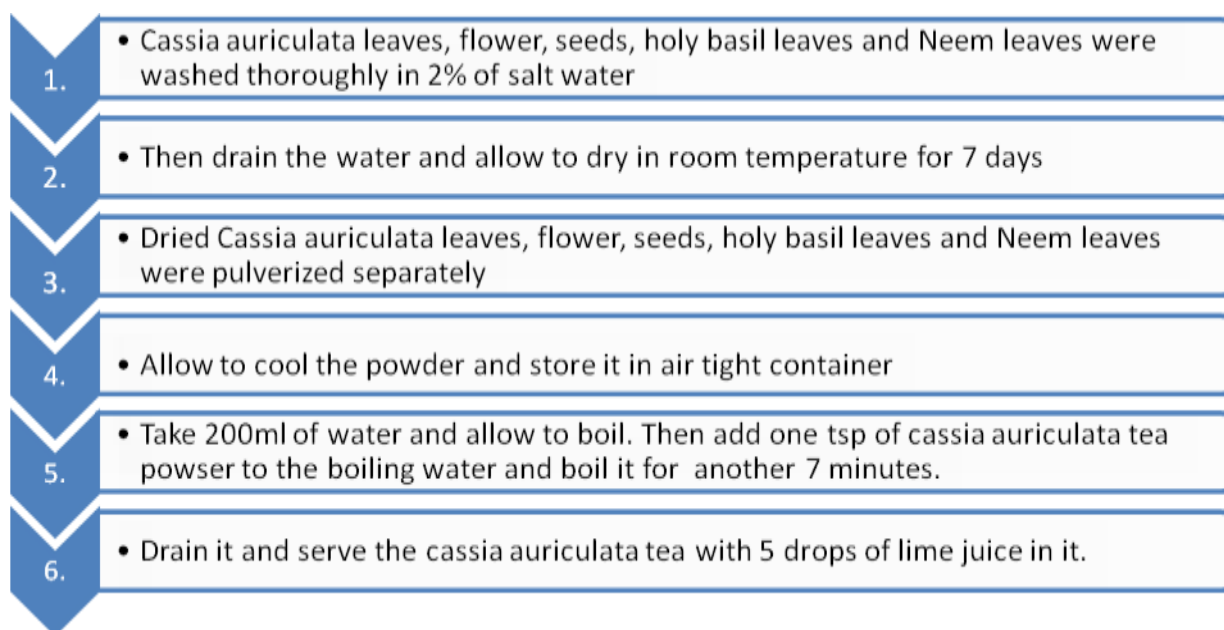 1.
• Cassia auriculata leaves, flower, seeds, holy basil leaves and Neem leaves were
washed thoroughly in 2% of salt water
2.
• Then drain the water and allow to dry in room temperature for 7 days
3.
• Dried Cassia auriculata leaves, flower, seeds, holy basil leaves and Neem leaves
were pulverized separately
4.
• Allow to cool the powder and store it in air tight container
5.
• Take 200ml of water and allow to boil. Then add one tsp of cassia auriculata tea
powser to the boiling water and boil it for another 7 minutes.
6.
• Drain it and serve the cassia auriculata tea with 5 drops of lime juice in it.